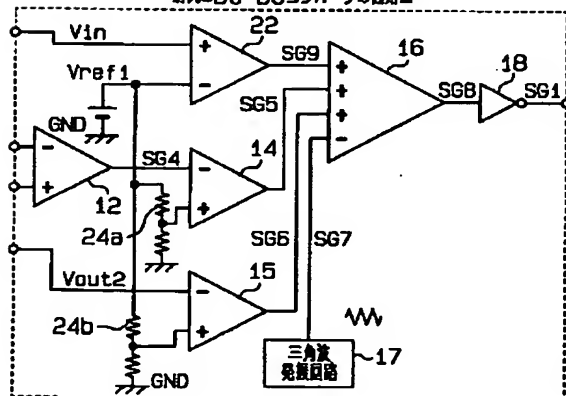 Vin
22
16
SG9
18
Vref1
SG8
SG1
SG5
GND
SG4
14
12
24a
SG6
SG7
Vout2
15
24b
三角波
発振回路
17
GND